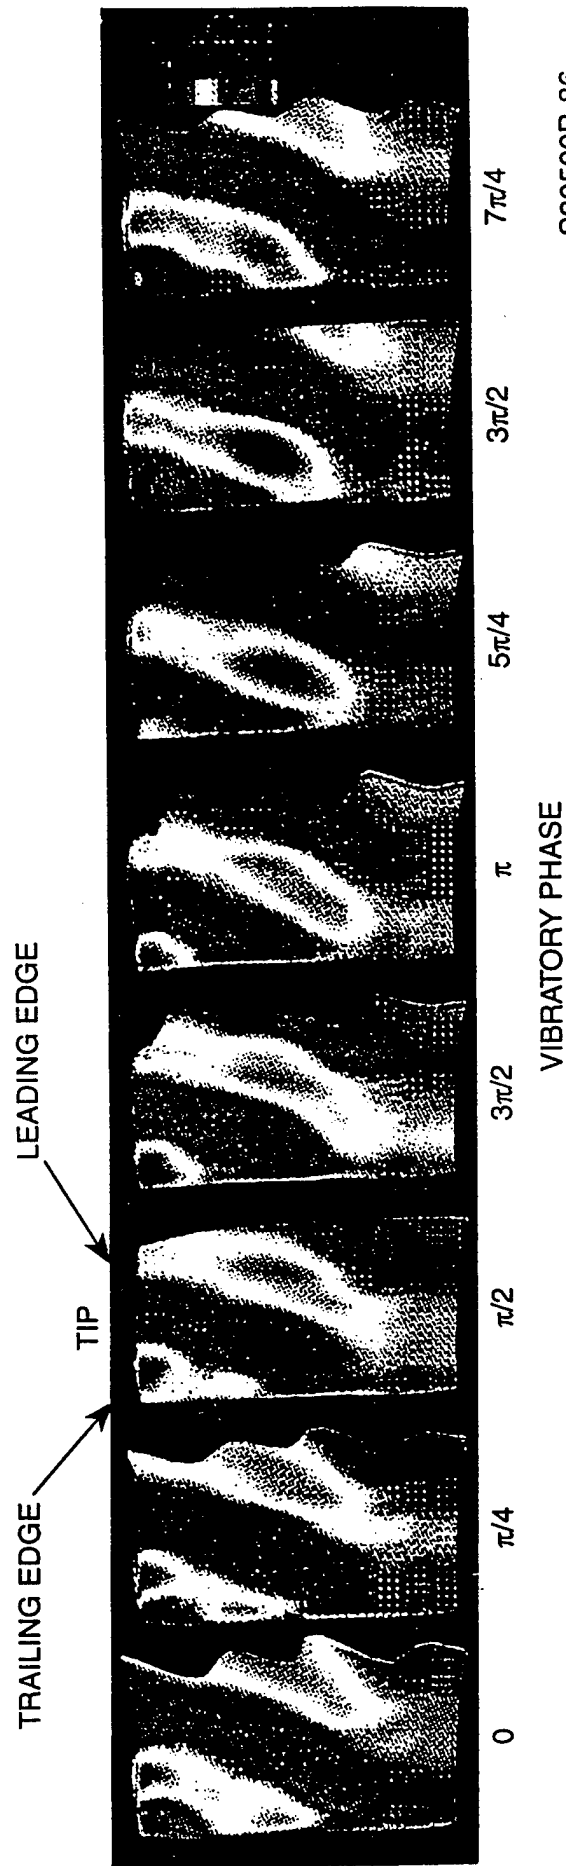 TRAILING EDGE
TIP
LEADING EDGE
0
π/4
π/2
3π/2
π
5π/4
3π/2
7π/4
VIBRATORY PHASE